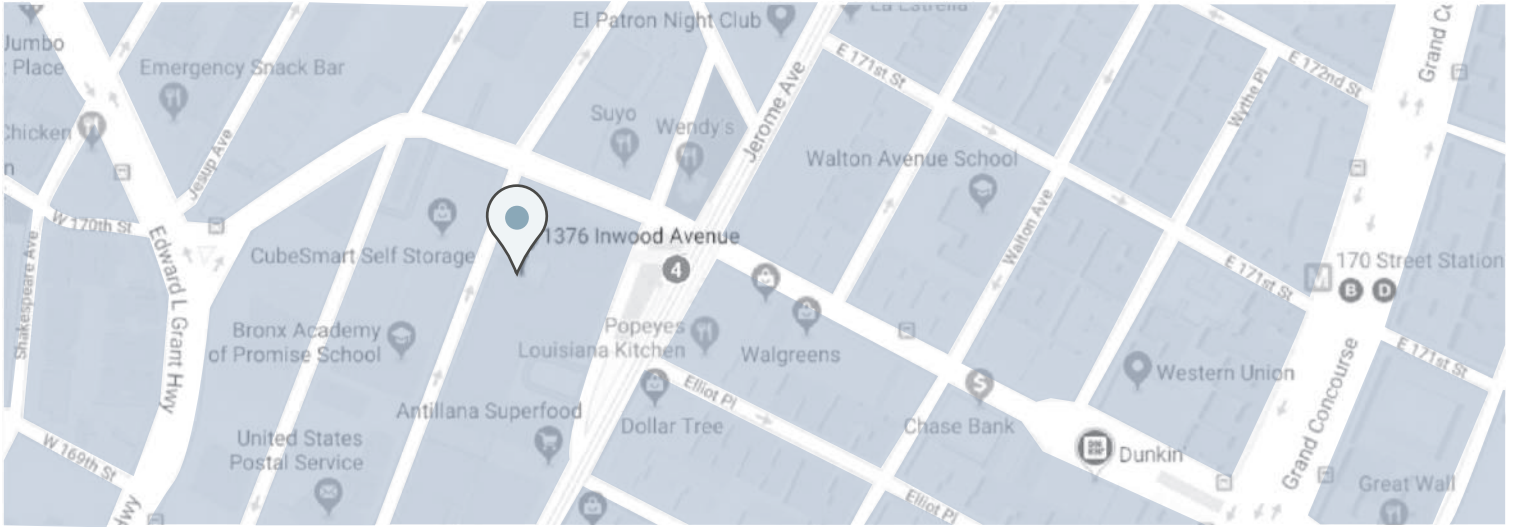 El Patron Night Club
La Estrella
Grand Co
Jumbo
Place
Emergency Snack Bar
E 171st St
E 172nd St
Wythe Pl
Suyo
Wendy's
Jerome Ave
Chicken
n
Jesup Ave
Walton Avenue School
W 170th St
Edward L Grant Hwy
Shakespeare Ave
CubeSmart Self Storage
1376 Inwood Avenue
4
Walton Ave
E 171st St
170 Street Station
M
B
D
Bronx Academy
of Promise School
Popeyes
Louisiana Kitchen
Walgreens
E 171st St
Western Union
$
Elliot Pl
Antillana Superfood
Dollar Tree
Chase Bank
Grand Concourse
United States
Postal Service
W 169th St
DN
KN'
Dunkin'
Great Wall
Elliot Pl
Hwy